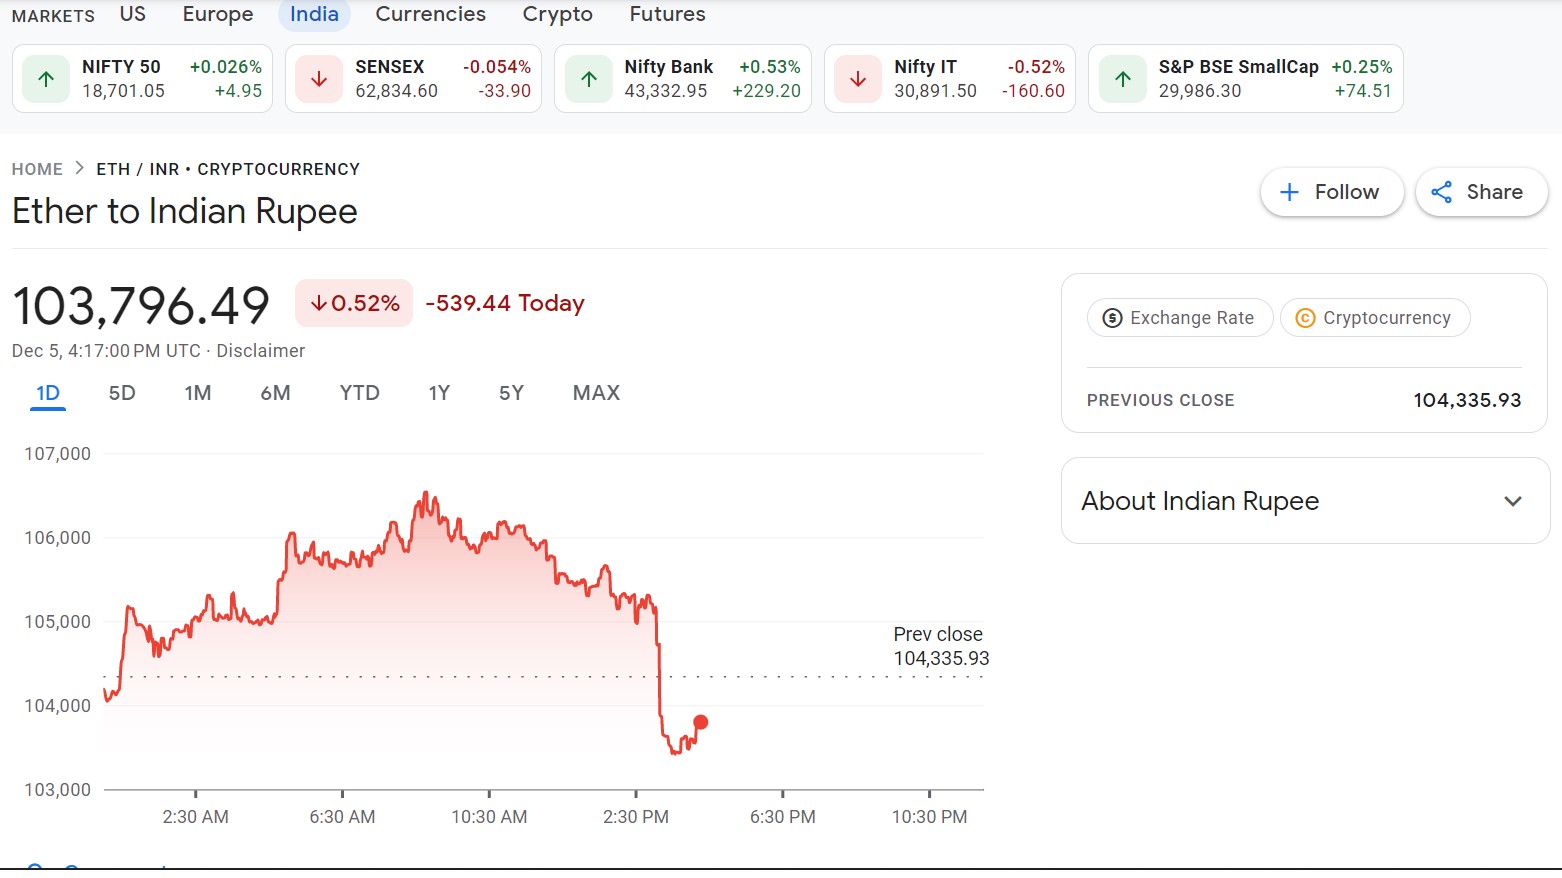 MARKETS US Europe India Currencies Crypto Futures
NIFTY 50 +0.026%
18,701.05 +4.95
SENSEX -0.054%
62,834.60 -33.90
Nifty Bank +0.53%
43,332.95 +229.20
Nifty IT -0.52%
30,891.50 -160.60
S&P BSE SmallCap +0.25%
29,986.30 +74.51
HOME > ETH / INR • CRYPTOCURRENCY
Ether to Indian Rupee
Follow
Share
103,796.49 ↓0.52% -539.44 Today
Dec 5, 4:17:00 PM UTC · Disclaimer
1D 5D 1M 6M YTD 1Y 5Y MAX
107,000
106,000
105,000
104,000
103,000
Prev close
104,335.93
2:30 AM 6:30 AM 10:30 AM 2:30 PM 6:30 PM 10:30 PM
Exchange Rate
Cryptocurrency
PREVIOUS CLOSE 104,335.93
About Indian Rupee